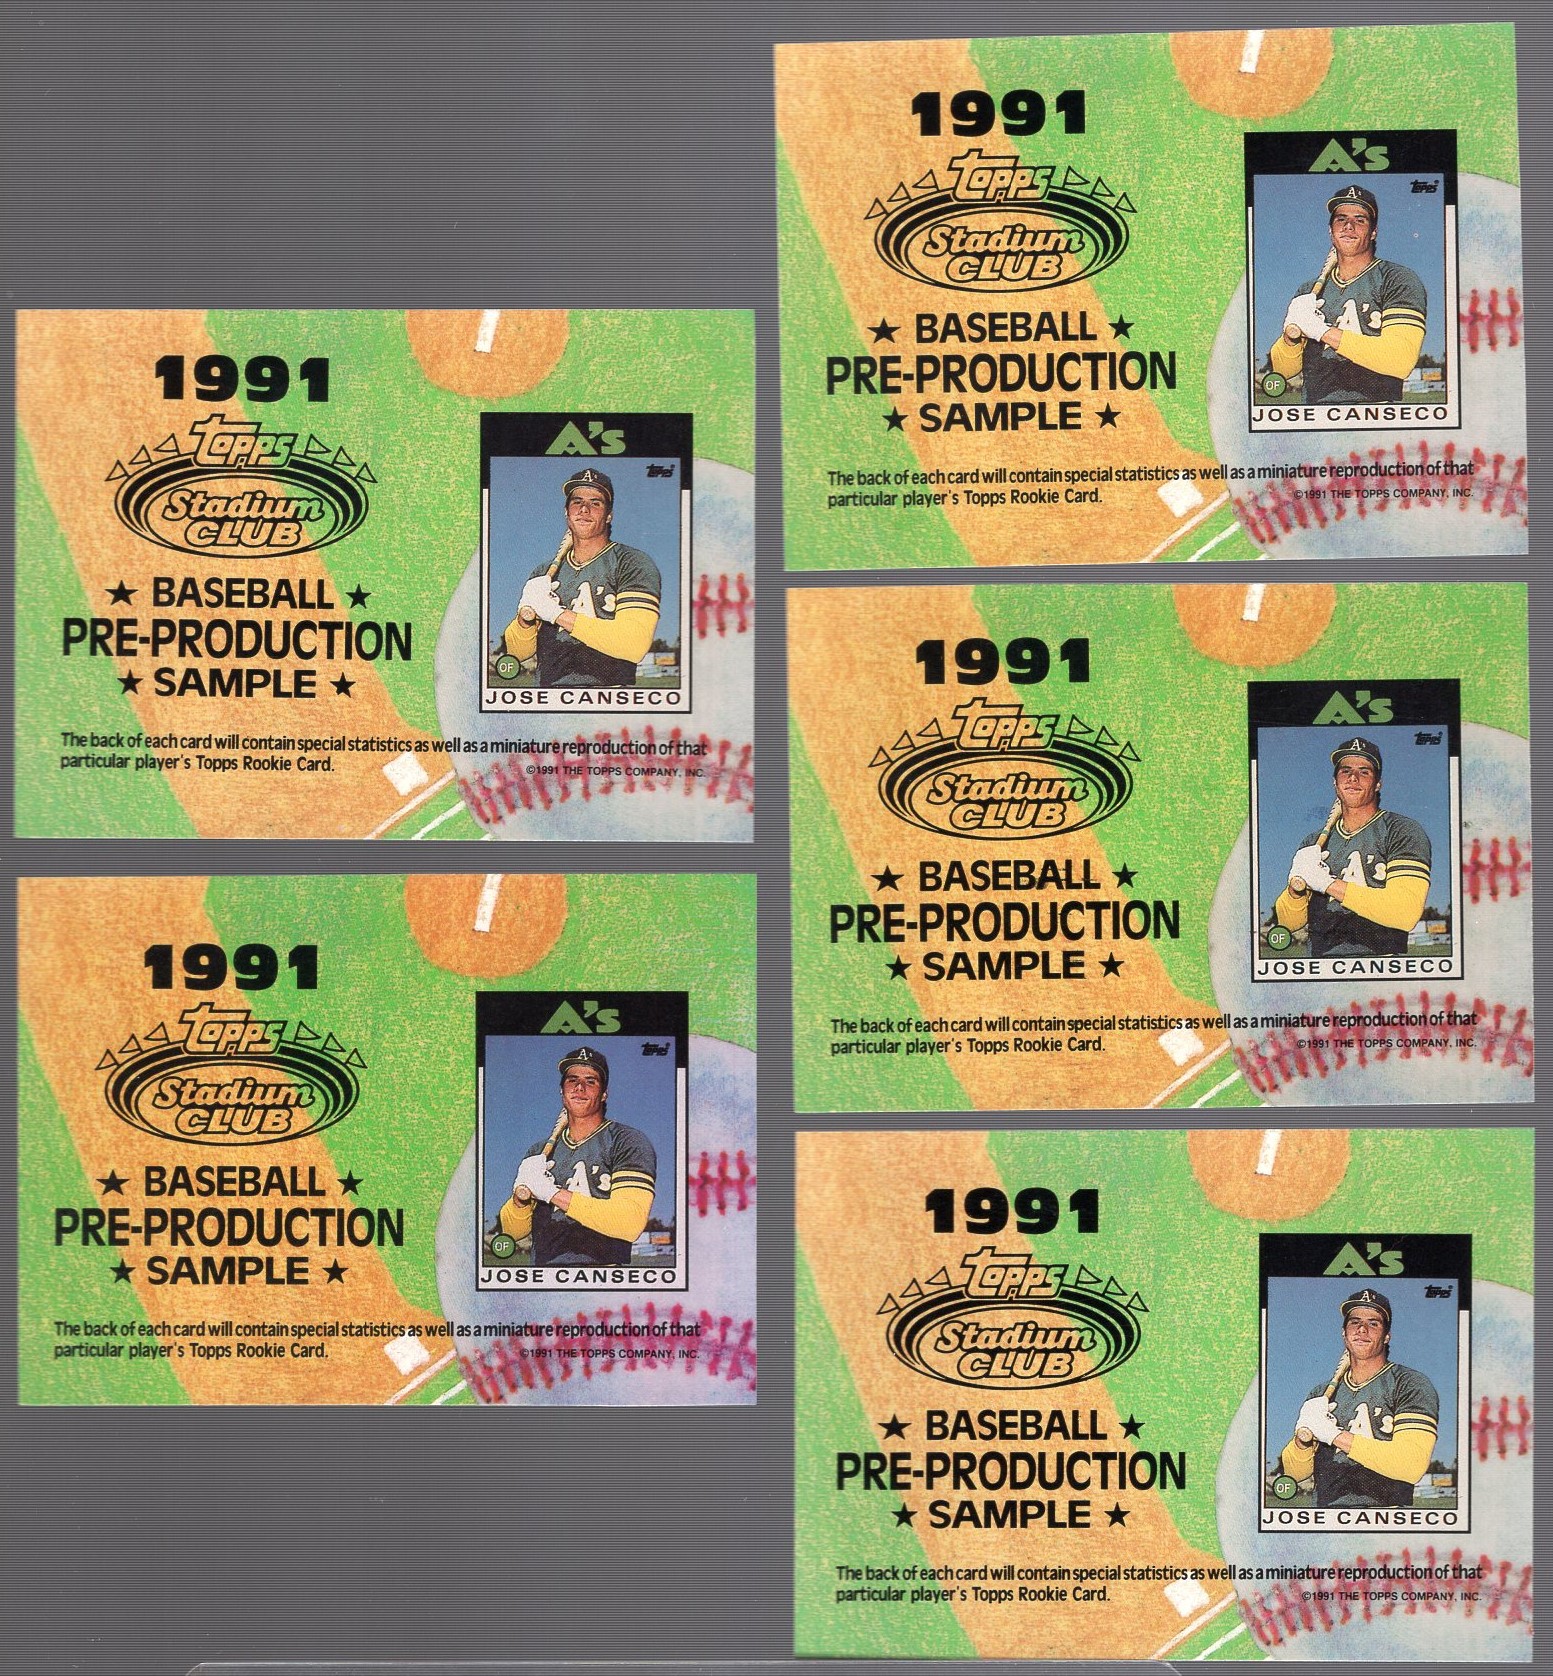 1991
Topps
Stadium
CLUB
★ BASEBALL ★
PRE-PRODUCTION
★ SAMPLE ★
The back of each card will contain special statistics as well as a miniature reproduction of that
particular player's Topps Rookie Card.
©1991 THE TOPPS COMPANY, INC.
A's
Topps
A's
A's
OF
JOSE CANSECO
1991
Topps
Stadium
CLUB
★ BASEBALL ★
PRE-PRODUCTION
★ SAMPLE ★
The back of each card will contain special statistics as well as a miniature reproduction of that
particular player's Topps Rookie Card.
©1991 THE TOPPS COMPANY, INC.
A's
Topps
A's
A's
OF
JOSE CANSECO
1991
Topps
Stadium
CLUB
★ BASEBALL ★
PRE-PRODUCTION
★ SAMPLE ★
The back of each card will contain special statistics as well as a miniature reproduction of that
particular player's Topps Rookie Card.
©1991 THE TOPPS COMPANY, INC.
A's
Topps
A's
A's
OF
JOSE CANSECO
1991
Topps
Stadium
CLUB
★ BASEBALL ★
PRE-PRODUCTION
★ SAMPLE ★
The back of each card will contain special statistics as well as a miniature reproduction of that
particular player's Topps Rookie Card.
©1991 THE TOPPS COMPANY, INC.
A's
Topps
A's
A's
OF
JOSE CANSECO
1991
Topps
Stadium
CLUB
★ BASEBALL ★
PRE-PRODUCTION
★ SAMPLE ★
The back of each card will contain special statistics as well as a miniature reproduction of that
particular player's Topps Rookie Card.
©1991 THE TOPPS COMPANY, INC.
A's
Topps
A's
A's
OF
JOSE CANSECO